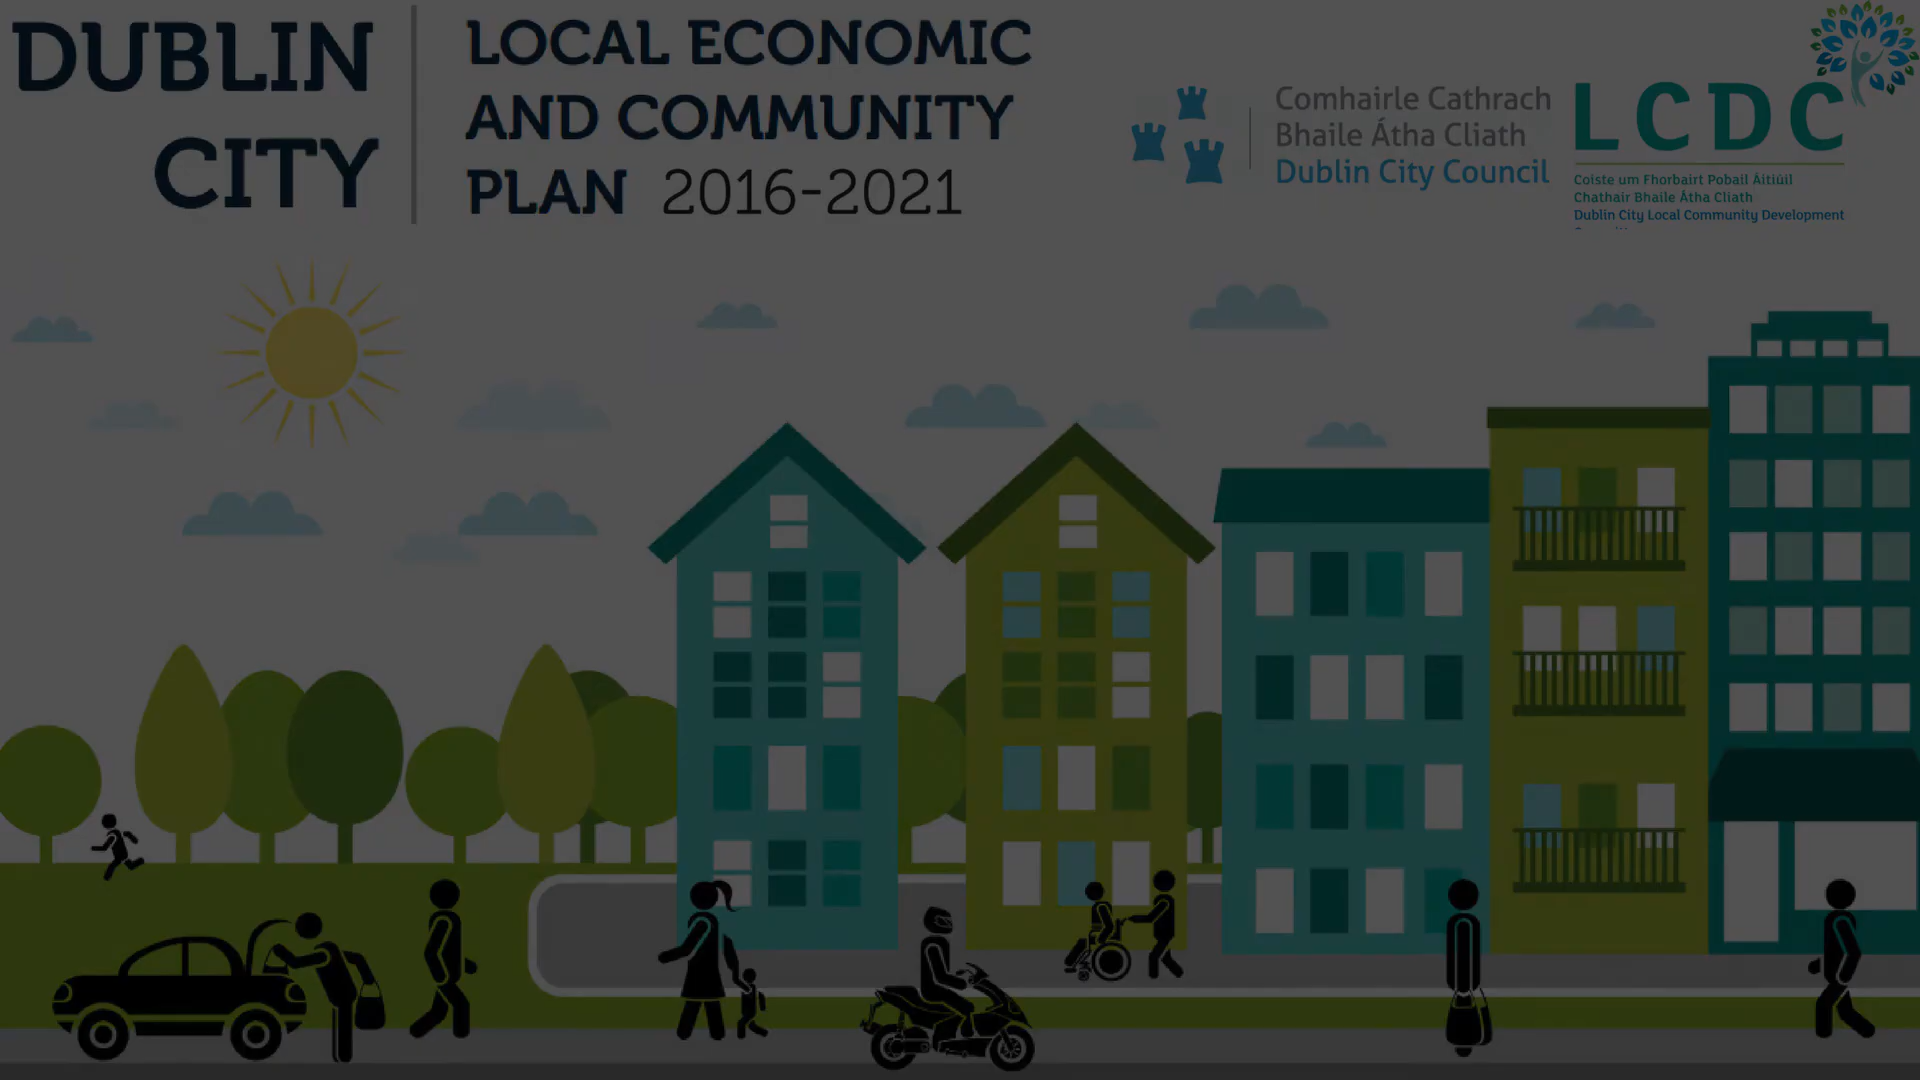 DUBLIN
CITY
LOCAL ECONOMIC
AND COMMUNITY
PLAN 2016-2021
Comhairle Cathrach
Bhaile Átha Cliath
Dublin City Council
LCDC
Coiste um Fhorbairt Pobail Áitiúil
Chathair Bhaile Átha Cliath
Dublin City Local Community Development